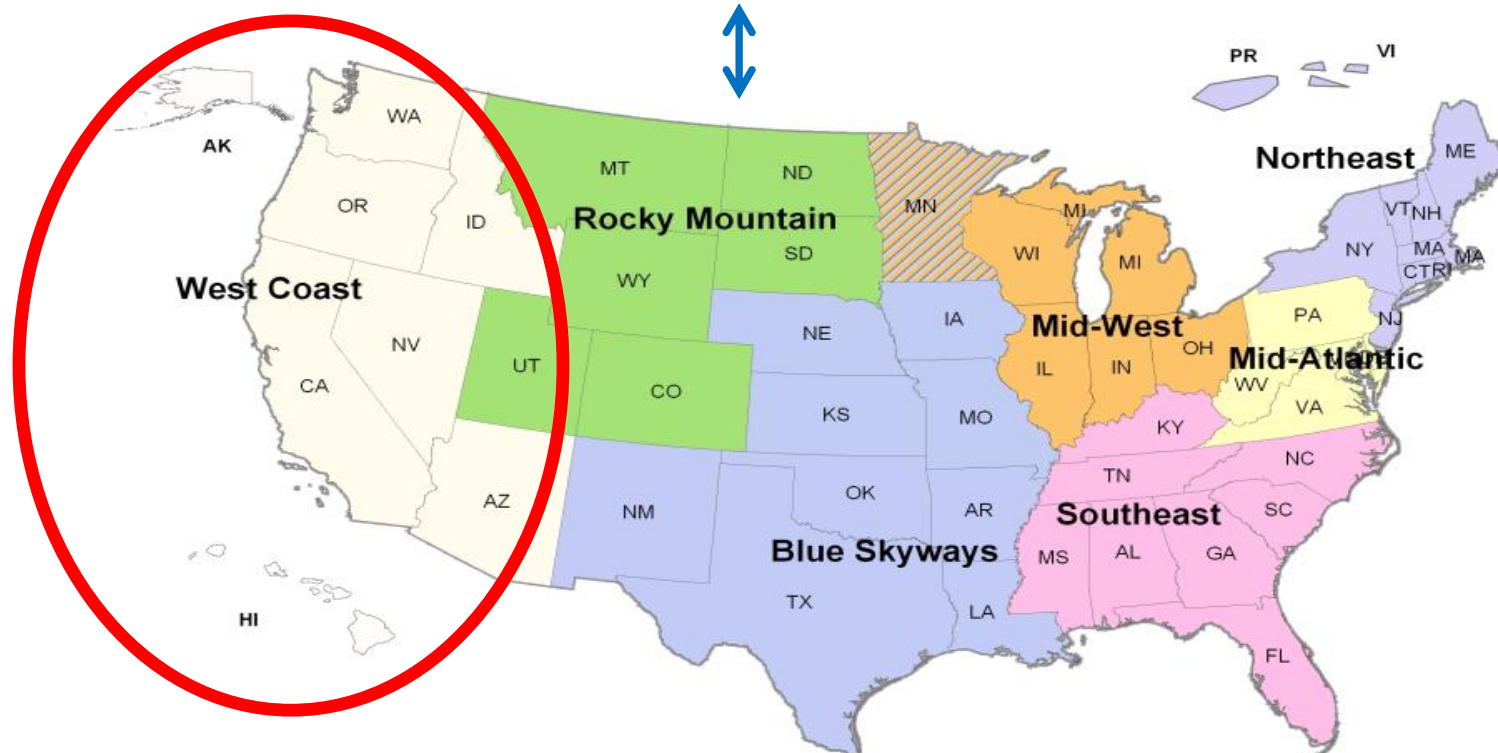 PR
VI
WA
AK
MT
ND
MN
MI
Northeast
ME
OR
ID
Rocky Mountain
VT
NH
WI
MI
NY
MA
MA
CT
RI
SD
WY
West Coast
NE
IA
Mid-West
PA
NJ
NV
UT
CO
IL
IN
OH
Mid-Atlantic
WV
CA
KS
MO
VA
KY
AZ
NM
OK
AR
TN
NC
Southeast
SC
Blue Skyways
MS
AL
GA
TX
LA
HI
FL